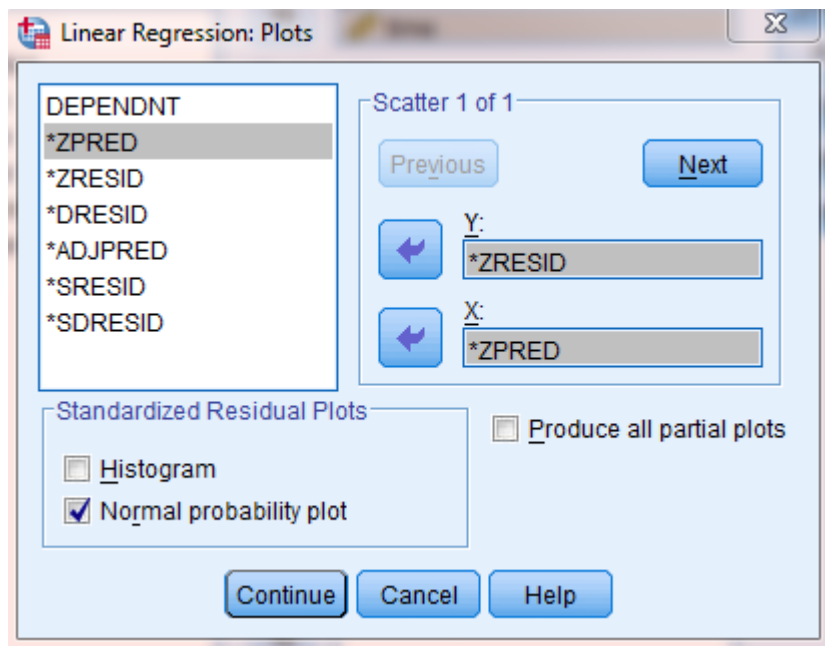 Linear Regression: Plots
DEPENDNT
*ZPRED
*ZRESID
*DRESID
*ADJPRED
*SRESID
*SDRESID
Scatter 1 of 1
Previous
Next
Y:
*ZRESID
X:
*ZPRED
Standardized Residual Plots
Histogram
Normal probability plot
Produce all partial plots
Continue
Cancel
Help